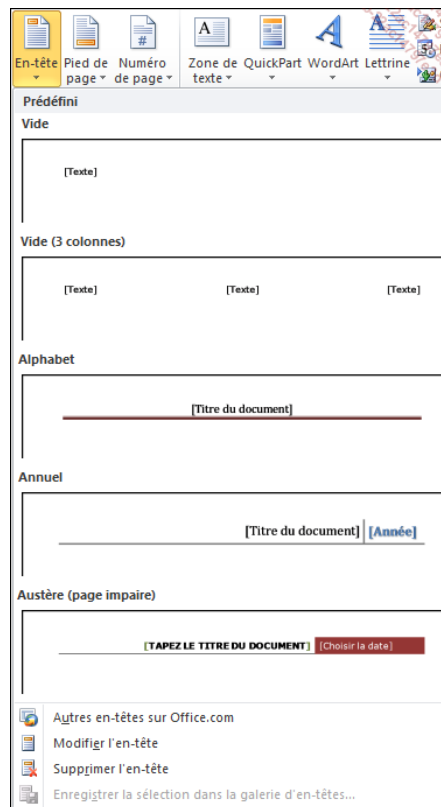 En-tête Pied de page Numéro de page Zone de texte QuickPart WordArt Lettrine
Prédéfini
Vide
[Texte]
Vide (3 colonnes)
[Texte] [Texte] [Texte]
Alphabet
[Titre du document]
Annuel
[Titre du document] [Année]
Austère (page impaire)
[TAPEZ LE TITRE DU DOCUMENT] [Choisir la date]
Autres en-têtes sur Office.com
Modifier l'en-tête
Supprimer l'en-tête
Enregistrer la sélection dans la galerie d'en-têtes...